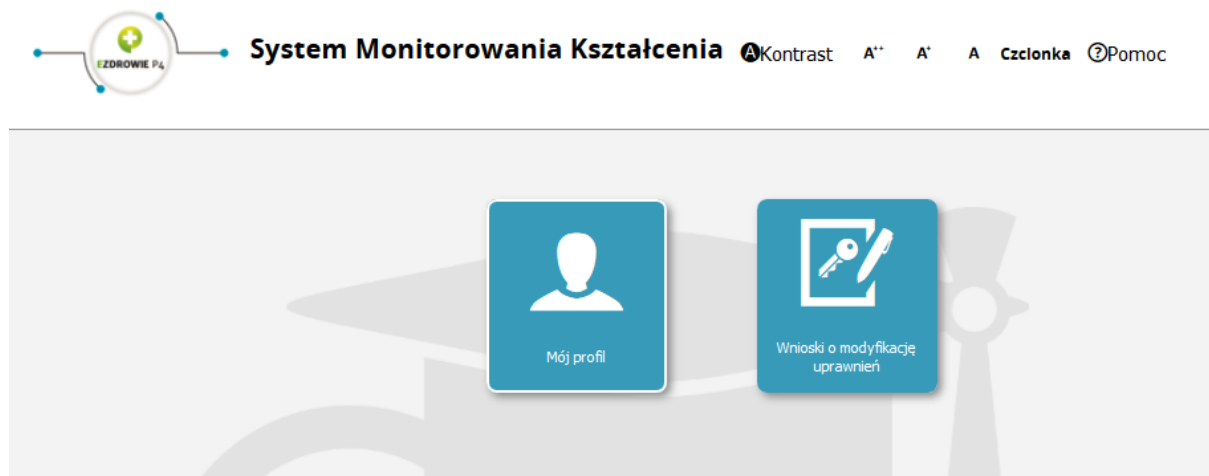 EZDROWIE P4
System Monitorowania Kształcenia
Kontrast A++ A+ A Czcionka Pomoc
Mój profil
Wnioski o modyfikację
uprawnień